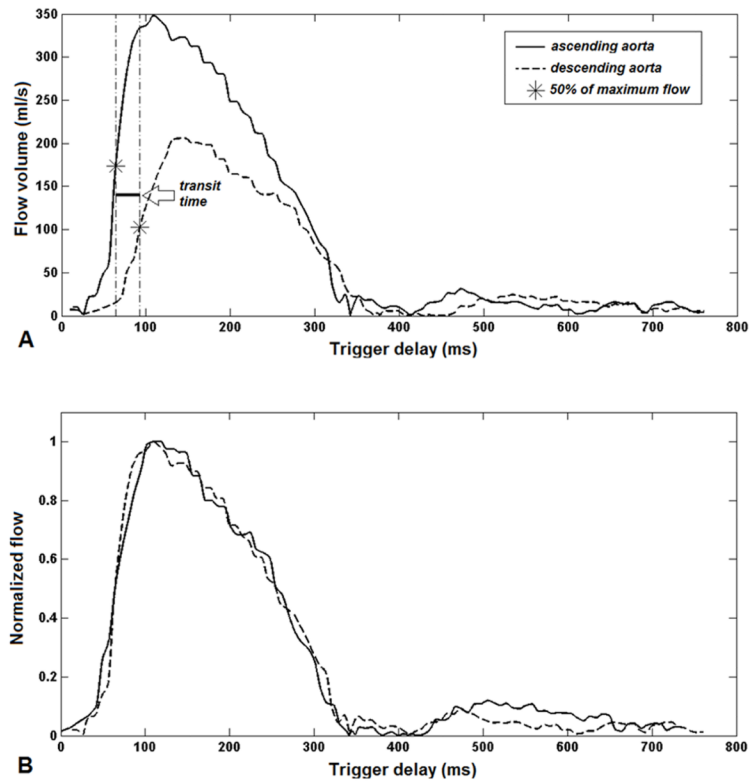 350
300
250
200
150
100
50
0
Flow volume (ml/s)
ascending aorta
descending aorta
50% of maximum flow
transit
time
0 100 200 300 400 500 600 700 800
A
Trigger delay (ms)
1
0.8
0.6
0.4
0.2
0
Normalized flow
0 100 200 300 400 500 600 700 800
B
Trigger delay (ms)